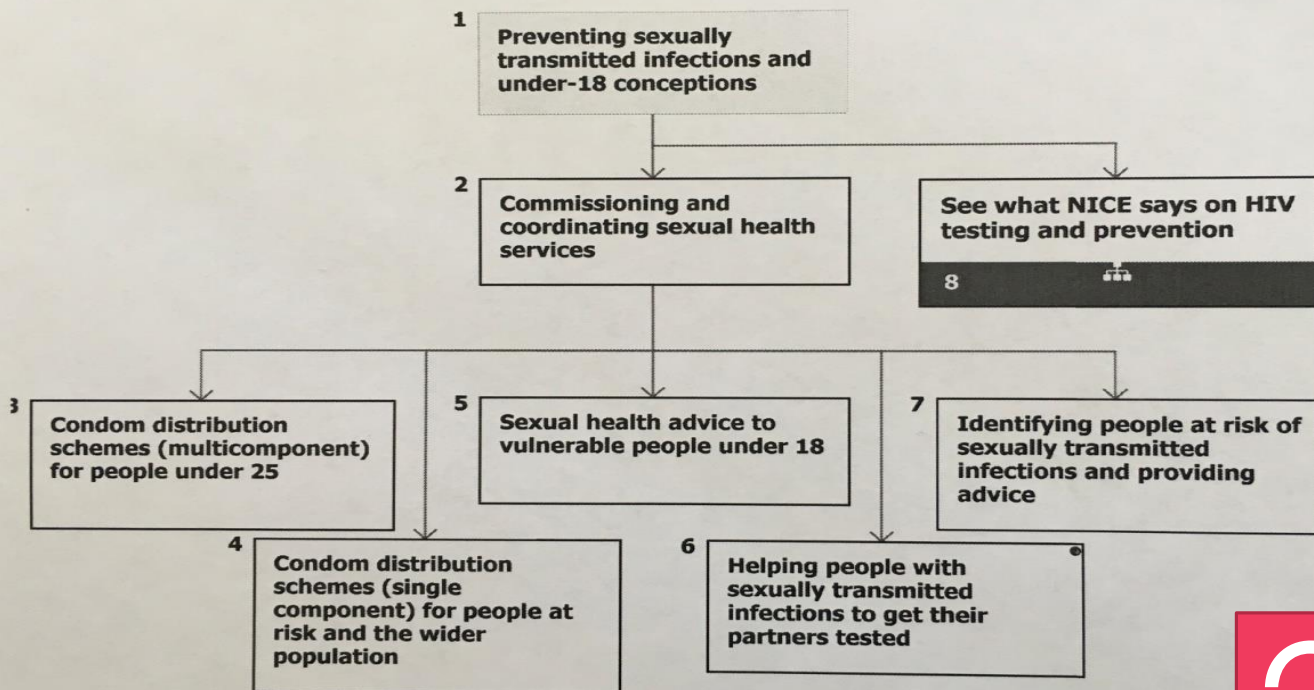 1
Preventing sexually
transmitted infections and
under-18 conceptions
2
Commissioning and
coordinating sexual health
services
See what NICE says on HIV
testing and prevention
8
3
Condom distribution
schemes (multicomponent)
for people under 25
5
Sexual health advice to
vulnerable people under 18
7
Identifying people at risk of
sexually transmitted
infections and providing
advice
4
Condom distribution
schemes (single
component) for people at
risk and the wider
population
6
Helping people with
sexually transmitted
infections to get their
partners tested